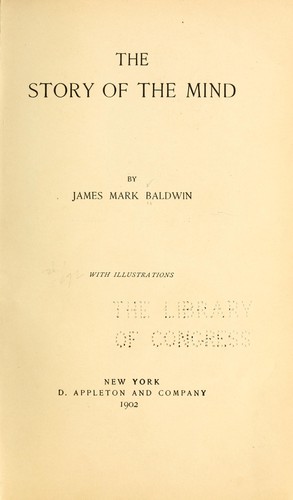 THE
STORY OF THE MIND
BY
JAMES MARK BALDWIN
WITH ILLUSTRATIONS
THE LIBRARY
OF CONGRESS
NEW YORK
D. APPLETON AND COMPANY
1902